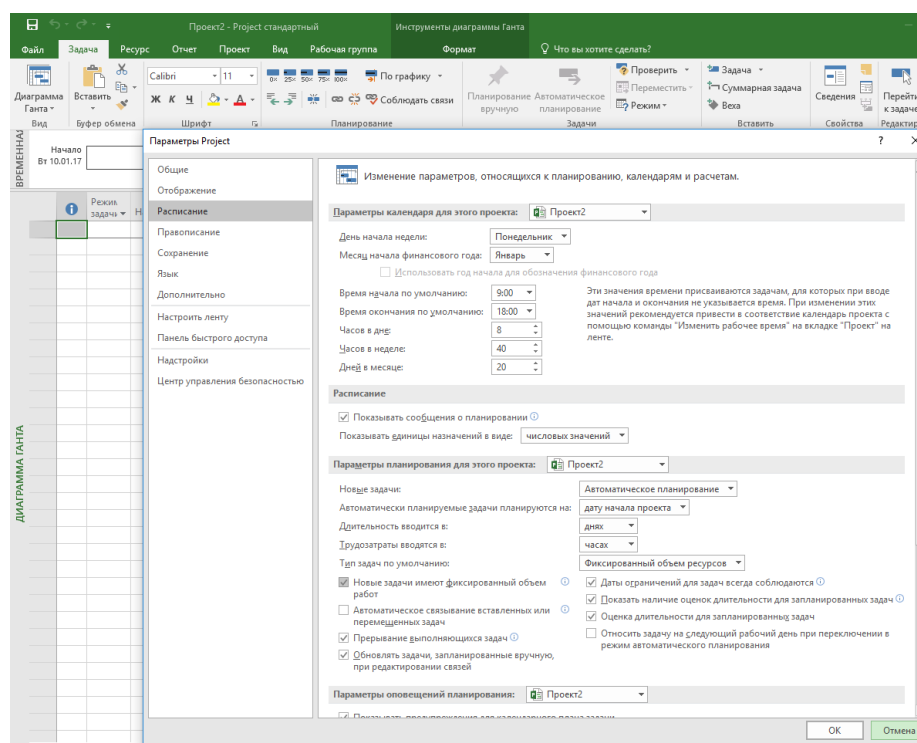 Проект2 - Project стандартный
Инструменты диаграммы Ганта
Файл Задача Ресурс Отчет Проект Вид Рабочая группа Формат Что вы хотите сделать?
Диаграмма Ганта
Вставить
Calibri 11
Ж К Ч А
0× 25× 50× 75× 100×
По графику
Соблюдать связи
Планирование вручную
Автоматическое планирование
Проверить
Переместить
Режим
Задача
Суммарная задача
Веха
Сведения
Перейти к задаче
Вид Буфер обмена Шрифт Планирование Задачи Вставить Свойства Редактир
Начало
Вт 10.01.17
Режим
задачи
ДИАГРАММА ГАНТА
Параметры Project ?
Общие
Отображение
Расписание
Правописание
Сохранение
Язык
Дополнительно
Настроить ленту
Панель быстрого доступа
Надстройки
Центр управления безопасностью
Изменение параметров, относящихся к планированию, календарям и расчетам.
Параметры календаря для этого проекта: Проект2
День начала недели: Понедельник
Месяц начала финансового года: Январь
Использовать год начала для обозначения финансового года
Время начала по умолчанию: 9:00
Время окончания по умолчанию: 18:00
Часов в дне: 8
Часов в неделе: 40
Дней в месяце: 20
Эти значения времени присваиваются задачам, для которых при вводе
дат начала и окончания не указывается время. При изменении этих
значений рекомендуется привести в соответствие календарь проекта с
помощью команды "Изменить рабочее время" на вкладке "Проект" на
ленте.
Расписание
Показывать сообщения о планировании
Показывать единицы назначений в виде: числовых значений
Параметры планирования для этого проекта: Проект2
Новые задачи: Автоматическое планирование
Автоматически планируемые задачи планируются на: дату начала проекта
Длительность вводится в: днях
Трудозатраты вводятся в: часах
Тип задач по умолчанию: Фиксированный объем ресурсов
Новые задачи имеют фиксированный объем
работ
Автоматическое связывание вставленных или
перемещенных задач
Прерывание выполняющихся задач
Обновлять задачи, запланированные вручную,
при редактировании связей
Даты ограничений для задач всегда соблюдаются
Показать наличие оценок длительности для запланированных задач
Оценка длительности для запланированных задач
Относить задачу на следующий рабочий день при переключении в
режим автоматического планирования
Параметры оповещений планирования: Проект2
Показывать предупреждения для календарного плана задачи
OK Отмена